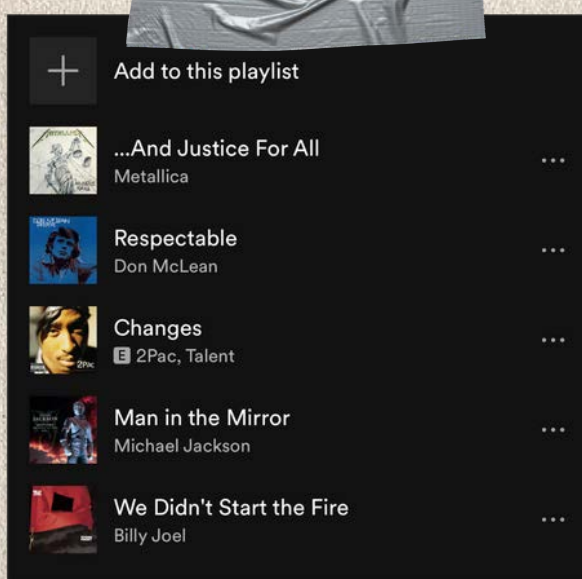 Add to this playlist
...And Justice For All
Metallica
Respectable
Don McLean
Changes
E 2Pac, Talent
Man in the Mirror
Michael Jackson
We Didn't Start the Fire
Billy Joel